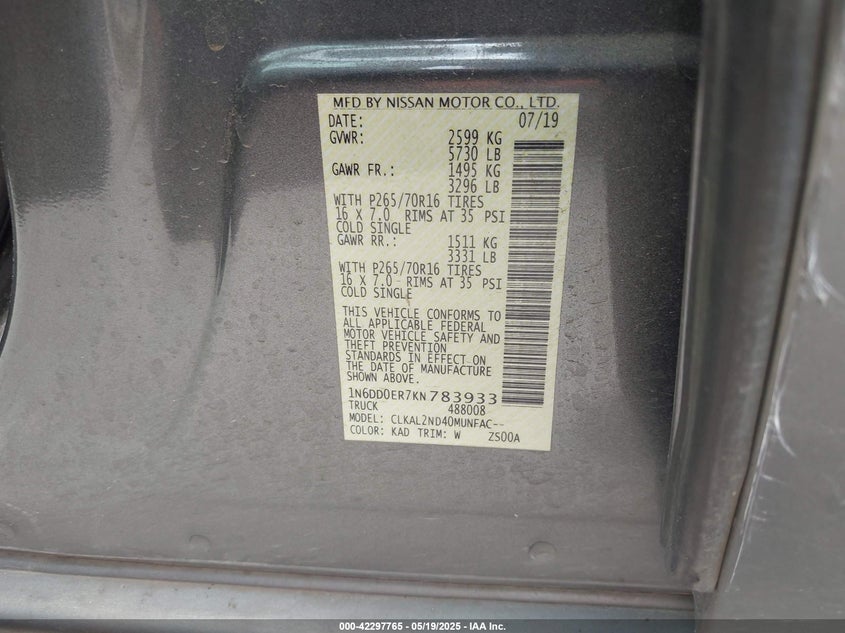 MFD BY NISSAN MOTOR CO., LTD.
DATE: 07/19
GVWR: 2599 KG
5730 LB
GAWR FR.: 1495 KG
3296 LB
WITH P265/70R16 TIRES
16 X 7.0 RIMS AT 35 PSI
COLD SINGLE
GAWR RR.: 1511 KG
3331 LB
WITH P265/70R16 TIRES
16 X 7.0 RIMS AT 35 PSI
COLD SINGLE
THIS VEHICLE CONFORMS TO
ALL APPLICABLE FEDERAL
MOTOR VEHICLE SAFETY AND
THEFT PREVENTION
STANDARDS IN EFFECT ON
THE DATE OF MANUFACTURE
SHOWN ABOVE.
1N6DD0ER7KN783933
TRUCK 488008
MODEL: CLKAL2ND40MUNFAC--
COLOR: KAD TRIM: W ZS00A
000-42297765 - 05/19/2025 - IAA Inc.